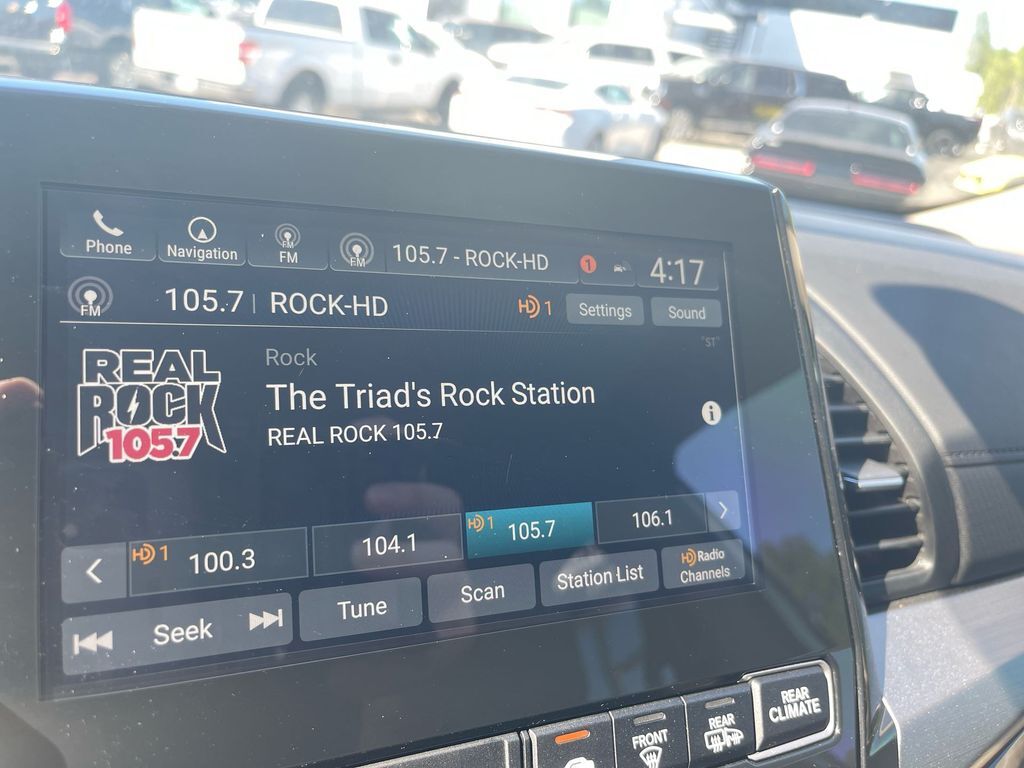 Phone
Navigation
FM
FM
105.7 - ROCK-HD
1
4:17
FM
105.7 | ROCK-HD
HD 1
Settings
Sound
"ST"
REAL
ROCK
105.7
Rock
The Triad's Rock Station
REAL ROCK 105.7
i
<
HD 1 100.3
104.1
HD 1 105.7
106.1
>
Seek
Tune
Scan
Station List
HD Radio
Channels
FRONT
REAR
REAR
CLIMATE